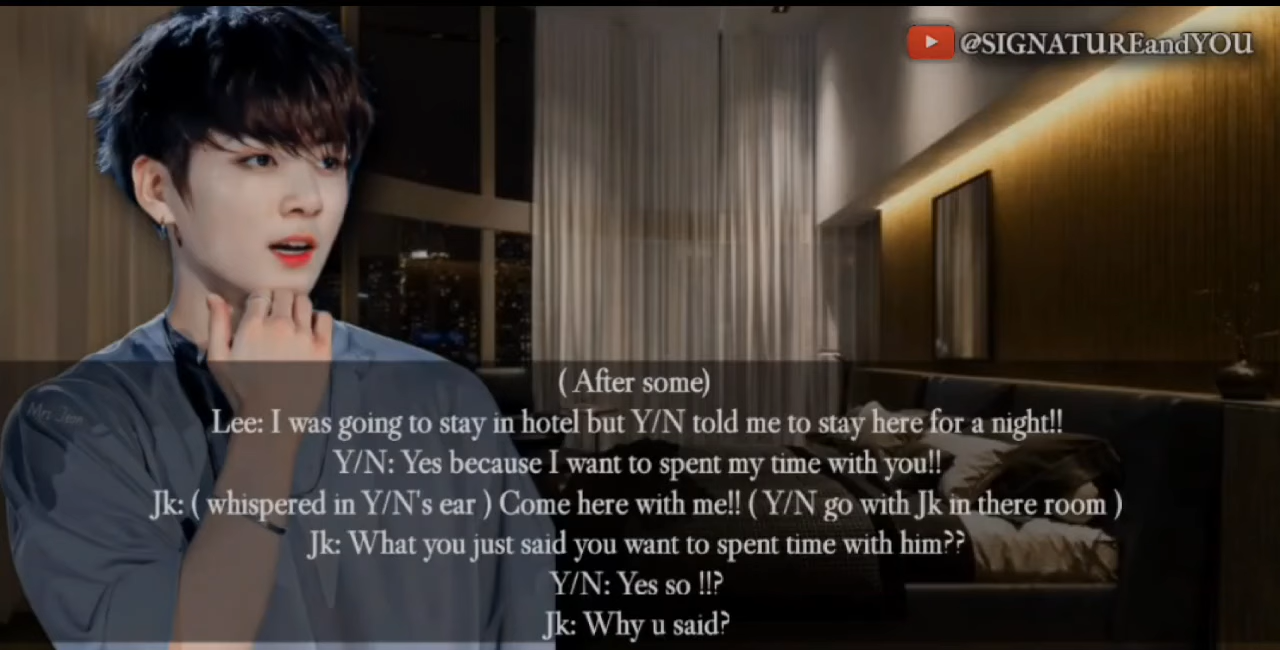 @SIGNATUREandYOU
Mrs Jeon
( After some)
Lee: I was going to stay in hotel but Y/N told me to stay here for a night!!
Y/N: Yes because I want to spent my time with you!!
Jk: ( whispered in Y/N's ear ) Come here with me!! ( Y/N go with Jk in there room )
Jk: What you just said you want to spent time with him??
Y/N: Yes so !!?
Jk: Why u said?